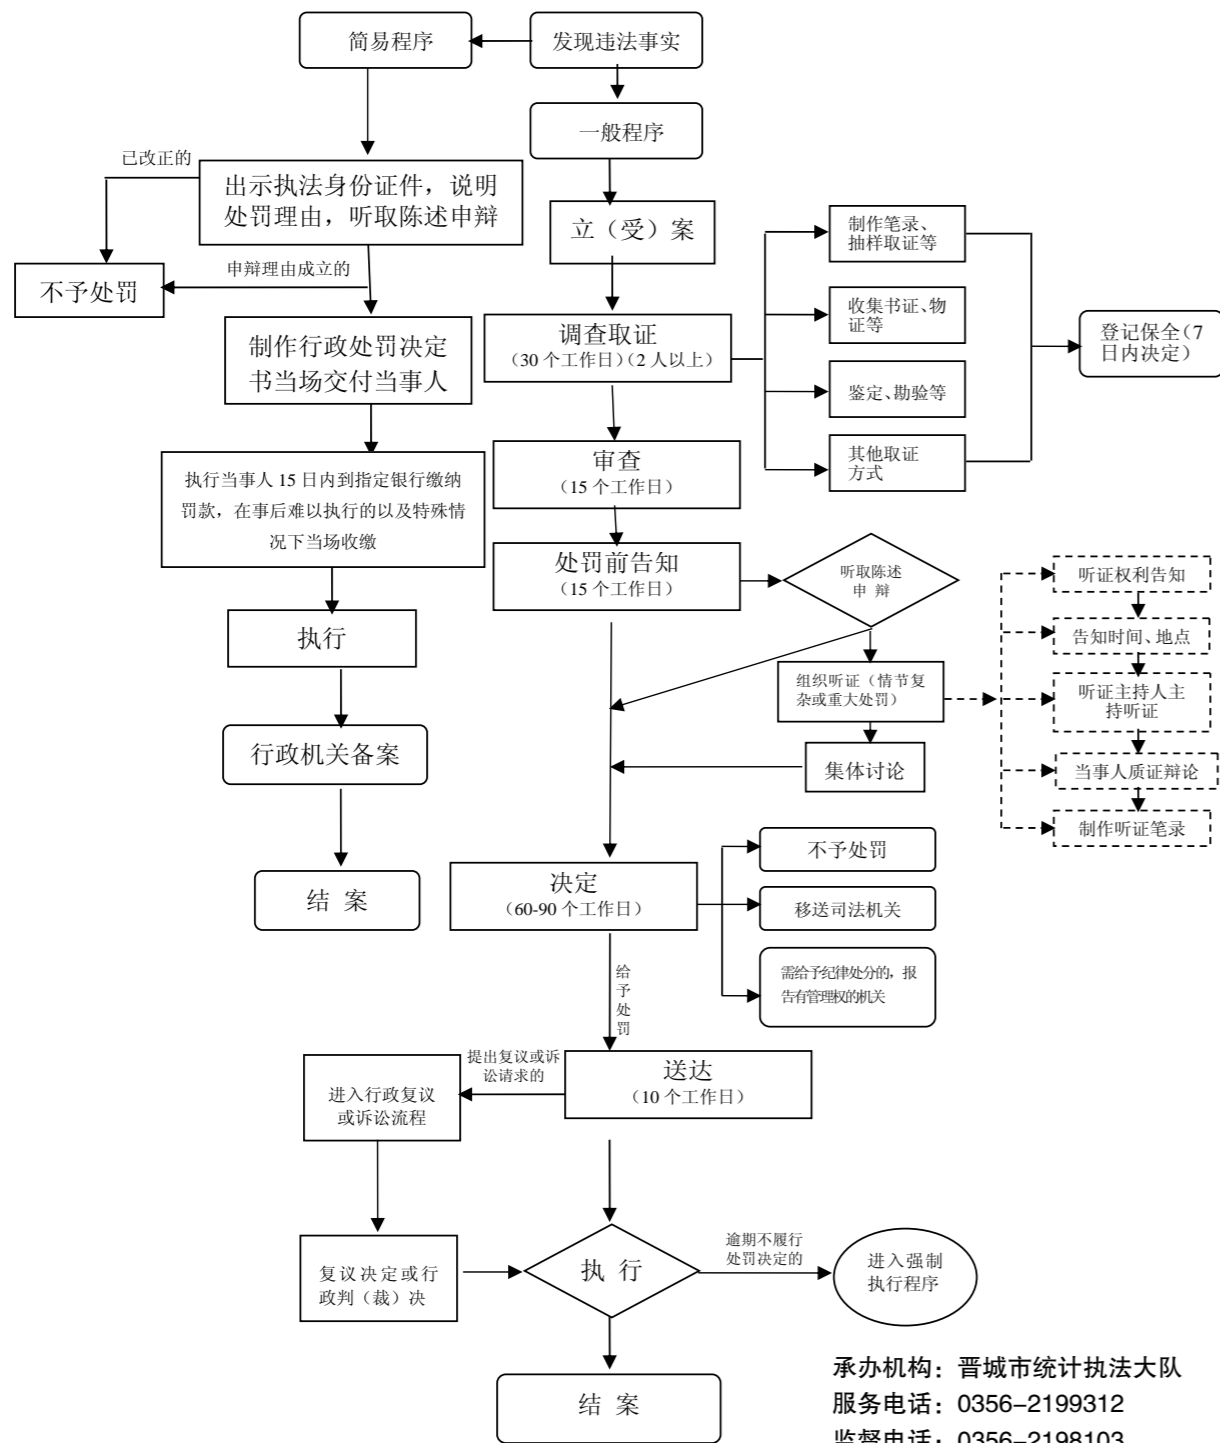 简易程序
发现违法事实
一般程序
已改正的
出示执法身份证件，说明
处罚理由，听取陈述申辩
立（受）案
制作笔录、
抽样取证等
申辩理由成立的
不予处罚
收集书证、物
证等
调查取证
（30 个工作日）（2 人以上）
登记保全（7
日内决定）
制作行政处罚决定
书当场交付当事人
鉴定、勘验等
其他取证
方式
审查
（15 个工作日）
执行当事人 15 日内到指定银行缴纳
罚款，在事后难以执行的以及特殊情
况下当场收缴
处罚前告知
（15 个工作日）
听取陈述
申 辩
听证权利告知
执行
告知时间、地点
组织听证（情节复
杂或重大处罚）
听证主持人主
持听证
行政机关备案
集体讨论
当事人质证辩论
制作听证笔录
不予处罚
结 案
决定
（60-90 个工作日）
移送司法机关
给
予
处
罚
需给予纪律处分的，报
告有管理权的机关
提出复议或诉
讼请求的
送达
（10 个工作日）
进入行政复议
或诉讼流程
逾期不履行
处罚决定的
复议决定或行
政判（裁）决
执 行
进入强制
执行程序
结 案
承办机构：晋城市统计执法大队
服务电话：0356–2199312
监督电话：0356–2198103